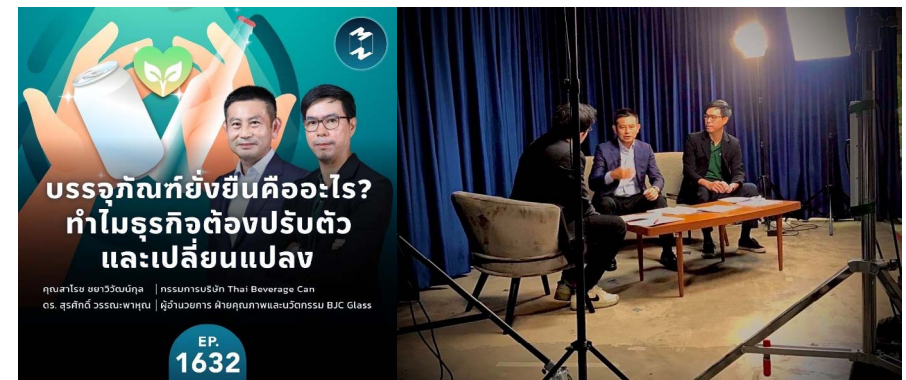 บรรจุภัณฑ์ยั่งยืนคืออะไร?
ทำไมธุรกิจต้องปรับตัว
และเปลี่ยนแปลง
คุณสาโรช ชยาวิวัฒน์กุล | กรรมการบริษัท Thai Beverage Can
ดร. สุรศักดิ์ วรรณะพาหุณ | ผู้อำนวยการ ฝ่ายคุณภาพและนวัตกรรม BJC Glass
EP.
1632